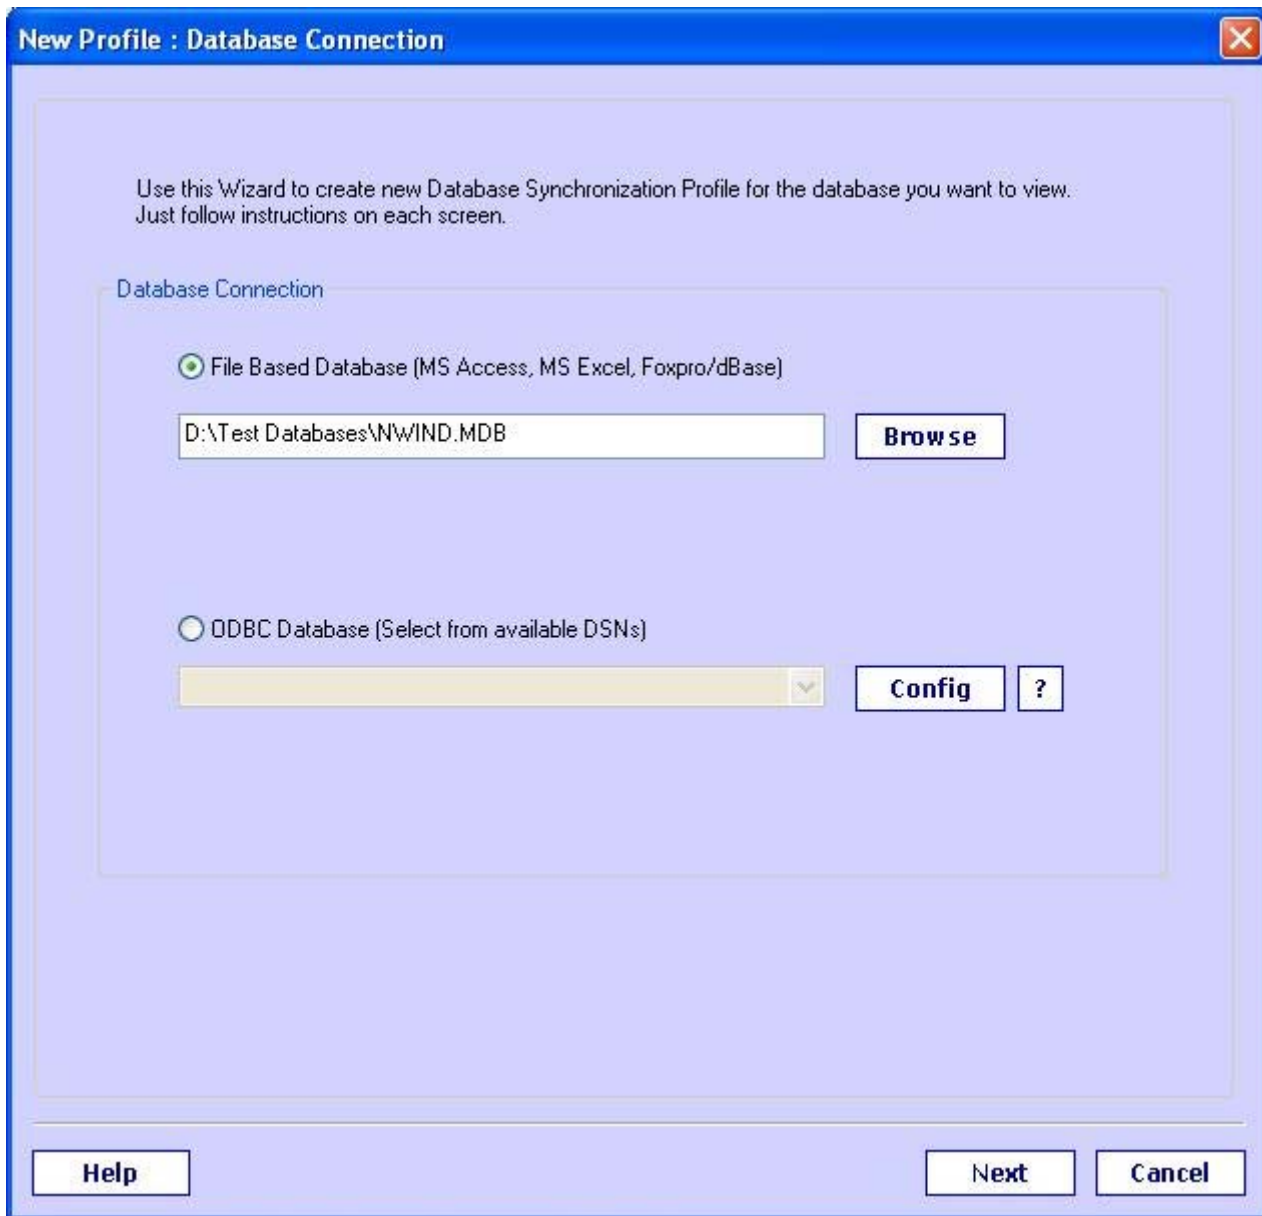 New Profile : Database Connection
Use this Wizard to create new Database Synchronization Profile for the database you want to view.
Just follow instructions on each screen.
Database Connection
File Based Database (MS Access, MS Excel, Foxpro/dBase)
D:\Test Databases\NWIND.MDB
Browse
ODBC Database (Select from available DSNs)
Config
?
Help
Next
Cancel